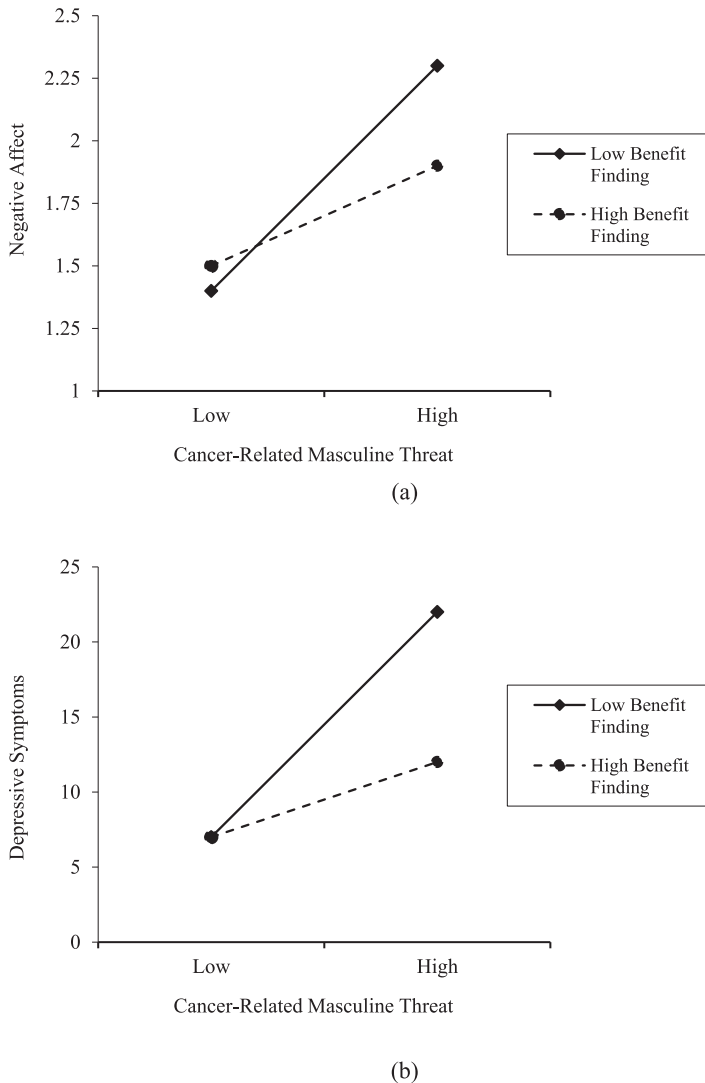 2.5
2.25
2
1.75
1.5
1.25
1
Negative Affect
Low
High
Cancer-Related Masculine Threat
Low Benefit
Finding
High Benefit
Finding
(a)
25
20
15
10
5
0
Depressive Symptoms
Low
High
Cancer-Related Masculine Threat
Low Benefit
Finding
High Benefit
Finding
(b)